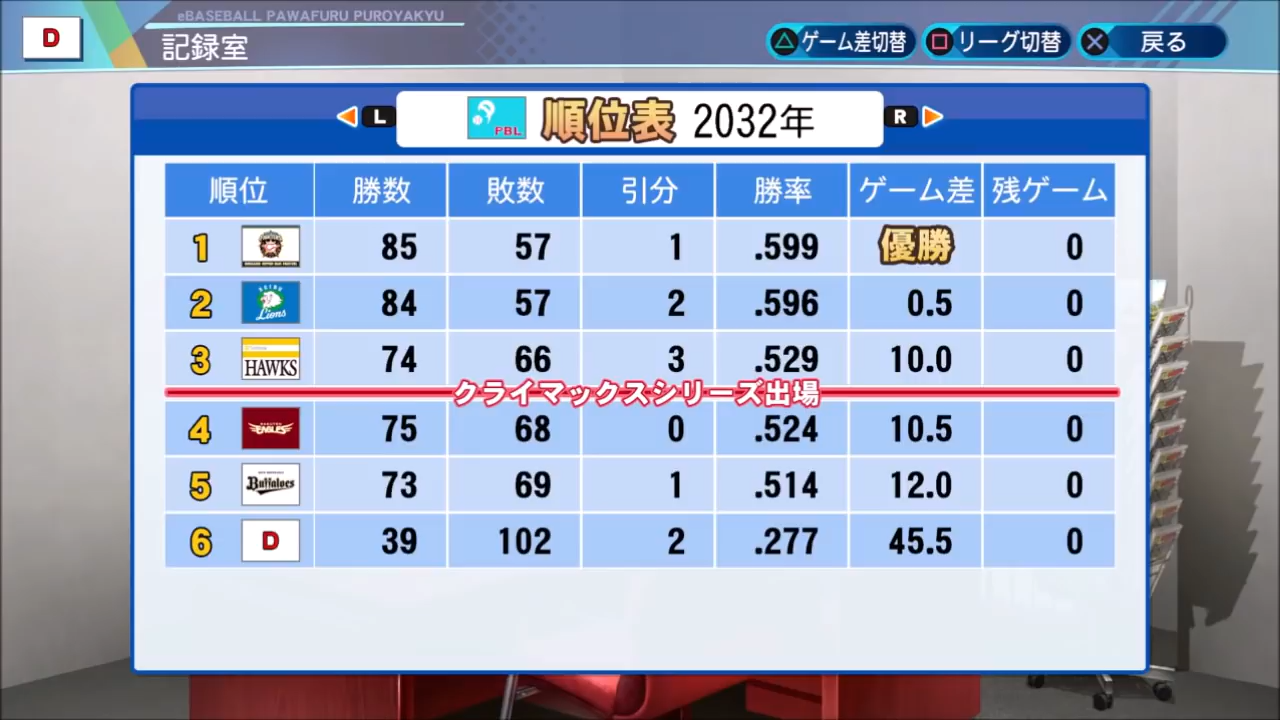 D
eBASEBALL PAWAFURU PUROYAKYU
記録室
ゲーム差切替
リーグ切替
戻る
L
PBL
順位表 2032年
R
順位 勝数 敗数 引分 勝率 ゲーム差 残ゲーム
1 85 57 1 .599 優勝 0
2 Lions 84 57 2 .596 0.5 0
3 HAWKS 74 66 3 .529 10.0 0
クライマックスシリーズ出場
4 EAGLES 75 68 0 .524 10.5 0
5 Buffaloes 73 69 1 .514 12.0 0
6 D 39 102 2 .277 45.5 0